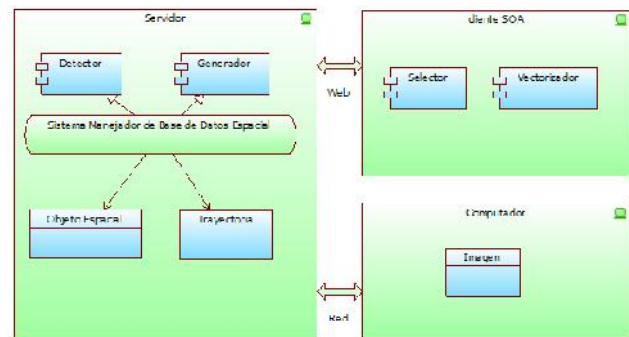 Servidor
Detector
Generador
Sistema Manejador de Base de Datos Espacial
Objeto Espacial
Trayectoria
Web
Red
cliente SOA
Selector
Vectorizador
Computador
Imagen